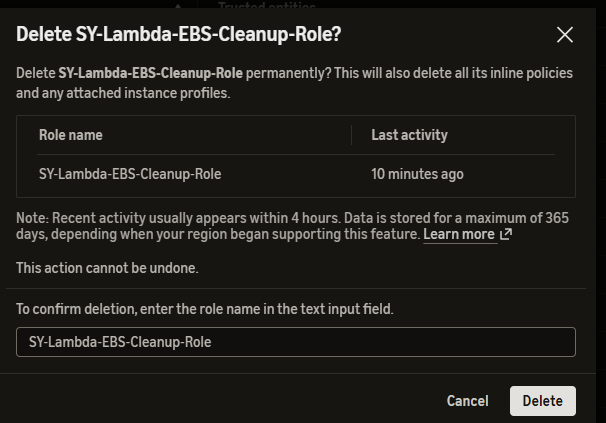 Trusted entities
Delete SY-Lambda-EBS-Cleanup-Role?
Delete SY-Lambda-EBS-Cleanup-Role permanently? This will also delete all its inline policies
and any attached instance profiles.
Role name Last activity
SY-Lambda-EBS-Cleanup-Role 10 minutes ago
Note: Recent activity usually appears within 4 hours. Data is stored for a maximum of 365
days, depending when your region began supporting this feature. Learn more
This action cannot be undone.
To confirm deletion, enter the role name in the text input field.
SY-Lambda-EBS-Cleanup-Role
Cancel Delete